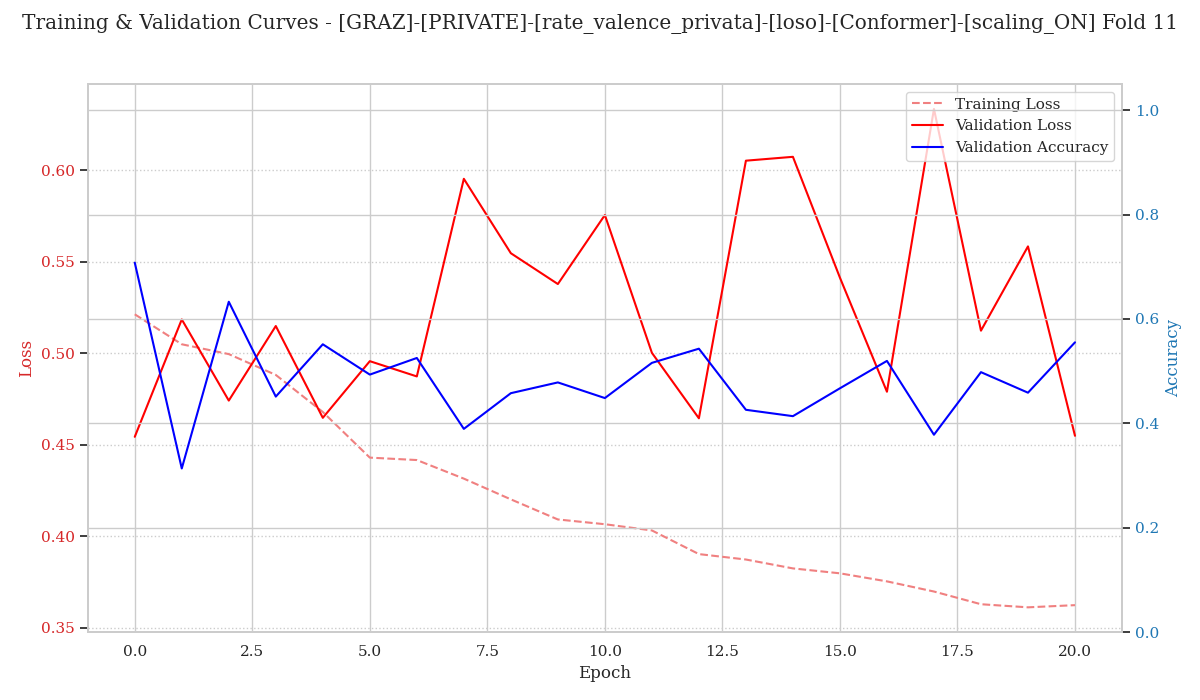 Training & Validation Curves - [GRAZ]-[PRIVATE]-[rate_valence_privata]-[loso]-[Conformer]-[scaling_ON] Fold 11
Training Loss
Validation Loss
Validation Accuracy
Loss
0.60
0.55
0.50
0.45
0.40
0.35
1.0
0.8
0.6
0.4
0.2
0.0
Accuracy
0.0 2.5 5.0 7.5 10.0 12.5 15.0 17.5 20.0
Epoch